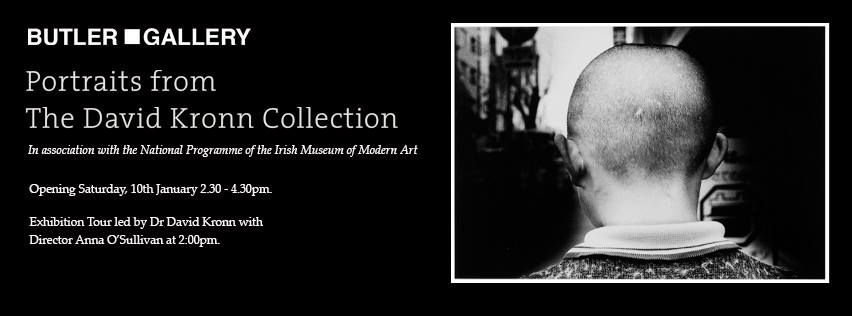 BUTLER GALLERY
Portraits from
The David Kronn Collection
In association with the National Programme of the Irish Museum of Modern Art
Opening Saturday, 10th January 2.30 - 4.30pm.
Exhibition Tour led by Dr David Kronn with
Director Anna O'Sullivan at 2:00pm.